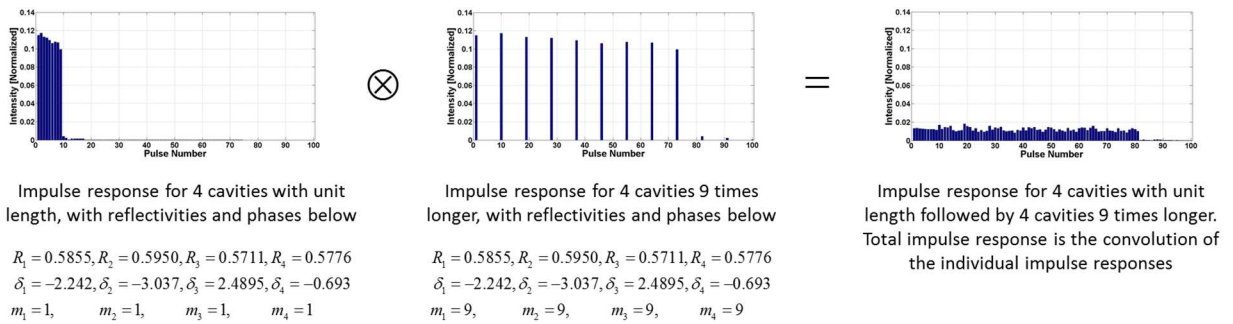 0.14
0.12
0.1
0.08
0.06
0.04
0.02
0
Intensity [Normalized]
0 10 20 30 40 50 60 70 80 90 100
Pulse Number
⊗
0.14
0.12
0.1
0.08
0.06
0.04
0.02
0
Intensity [Normalized]
0 10 20 30 40 50 60 70 80 90 100
Pulse Number
=
0.14
0.12
0.1
0.08
0.06
0.04
0.02
0
Intensity [Normalized]
0 10 20 30 40 50 60 70 80 90 100
Pulse Number
Impulse response for 4 cavities with unit
length, with reflectivities and phases below
R₁ = 0.5855, R₂ = 0.5950, R₃ = 0.5711, R₄ = 0.5776
δ₁ = −2.242, δ₂ = −3.037, δ₃ = 2.4895, δ₄ = −0.693
m₁ = 1, m₂ = 1, m₃ = 1, m₄ = 1
Impulse response for 4 cavities 9 times
longer, with reflectivities and phases below
R₁ = 0.5855, R₂ = 0.5950, R₃ = 0.5711, R₄ = 0.5776
δ₁ = −2.242, δ₂ = −3.037, δ₃ = 2.4895, δ₄ = −0.693
m₁ = 9, m₂ = 9, m₃ = 9, m₄ = 9
Impulse response for 4 cavities with unit
length followed by 4 cavities 9 times longer.
Total impulse response is the convolution of
the individual impulse responses